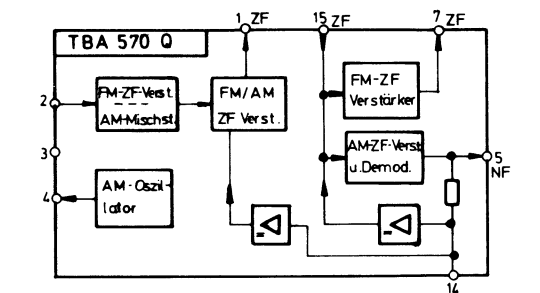 1 ZF
15 ZF
7 ZF
TBA 570 Q
2
FM-ZF-Verst.
AM-Mischst.
FM/AM
ZF Verst.
FM-ZF
Verstärker
3
AM-ZF-Verst.
u.Demod.
5
NF
4
AM-Oszil-
lator
14